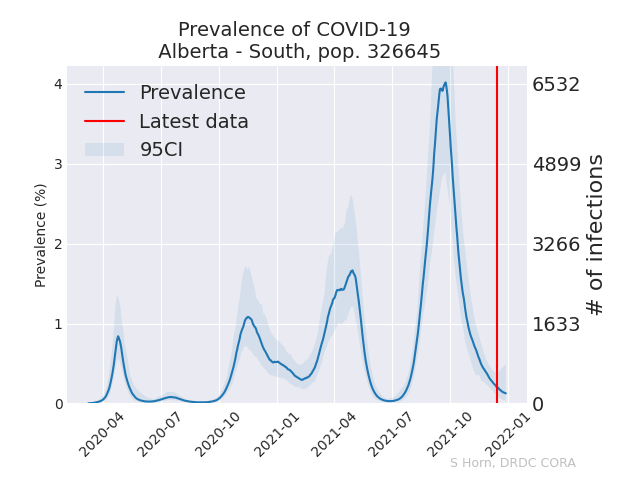 Prevalence of COVID-19
Alberta - South, pop. 326645
Prevalence
Latest data
95CI
Prevalence (%)
4
3
2
1
0
6532
4899
3266
1633
0
# of infections
2020-04
2020-07
2020-10
2021-01
2021-04
2021-07
2021-10
2022-01
S Horn, DRDC CORA